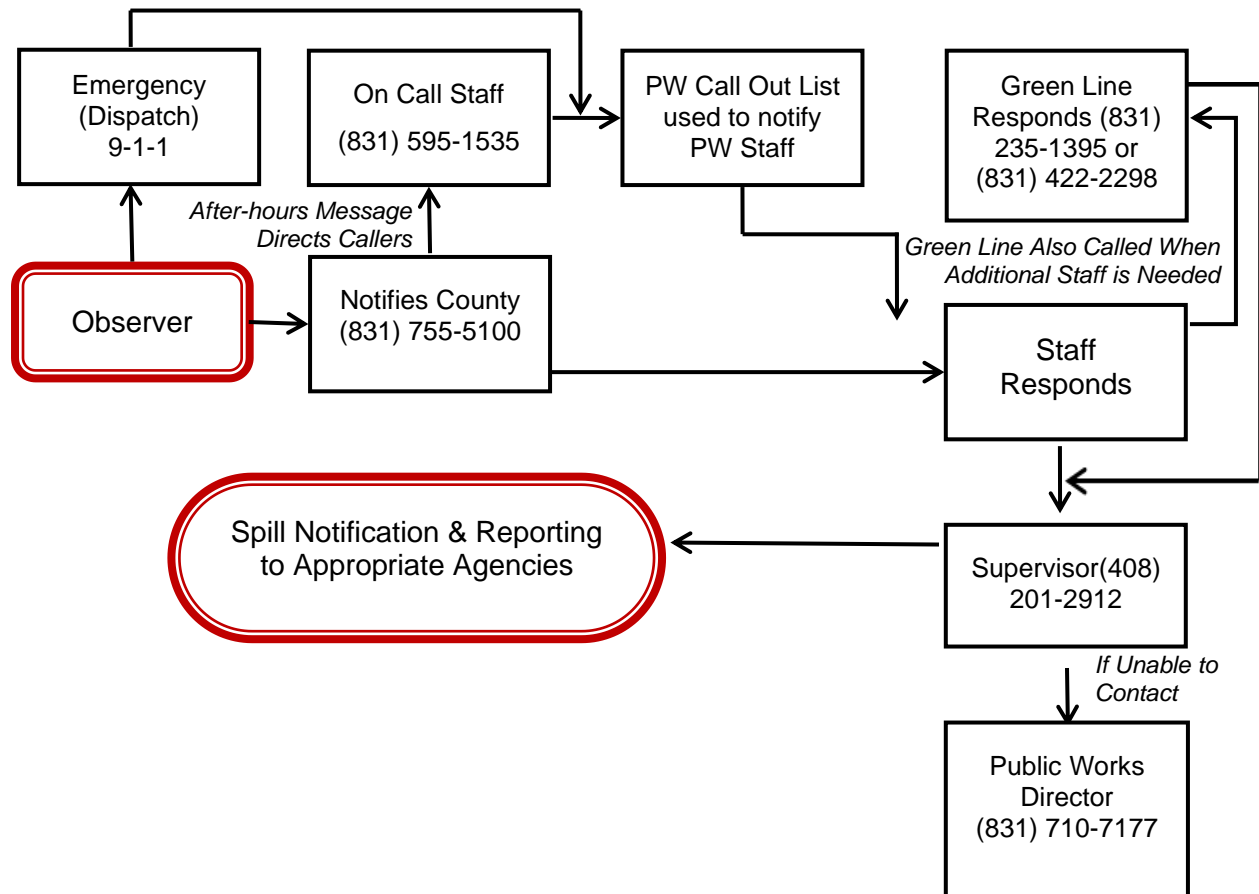 Emergency
(Dispatch)
9-1-1
On Call Staff
(831) 595-1535
PW Call Out List
used to notify
PW Staff
Green Line
Responds (831)
235-1395 or
(831) 422-2298
After-hours Message
Directs Callers
Green Line Also Called When
Additional Staff is Needed
Observer
Notifies County
(831) 755-5100
Staff
Responds
Spill Notification & Reporting
to Appropriate Agencies
Supervisor(408)
201-2912
If Unable to
Contact
Public Works
Director
(831) 710-7177